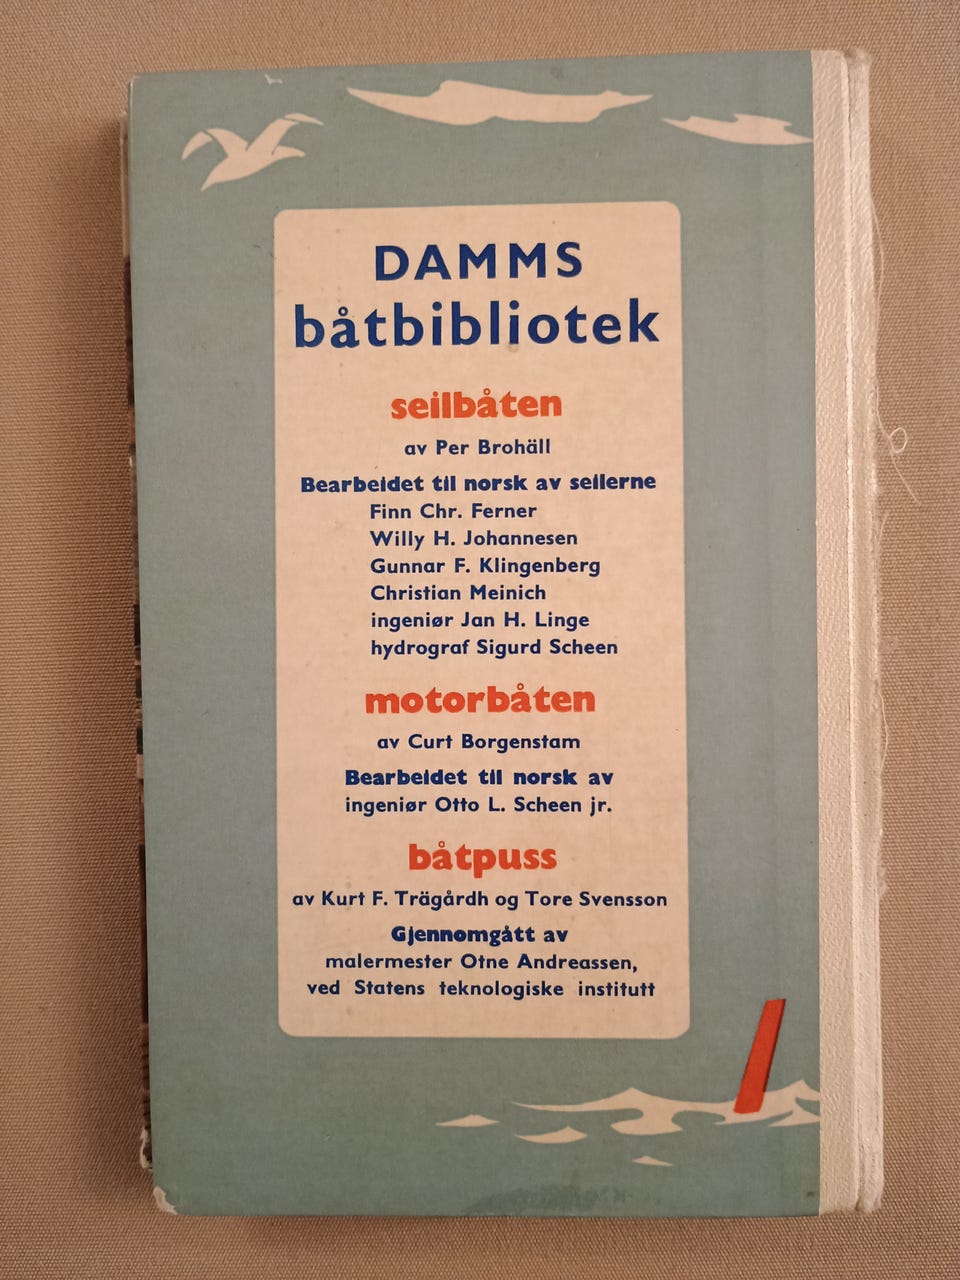 DAMMS
båtbibliotek
seilbåten
av Per Brohäll
Bearbeidet til norsk av seilerne
Finn Chr. Ferner
Willy H. Johannesen
Gunnar F. Klingenberg
Christian Meinich
ingeniør Jan H. Linge
hydrograf Sigurd Scheen
motorbåten
av Curt Borgenstam
Bearbeidet til norsk av
ingeniør Otto L. Scheen jr.
båtpuss
av Kurt F. Trägårdh og Tore Svensson
Gjennomgått av
malermester Otne Andreassen,
ved Statens teknologiske institutt